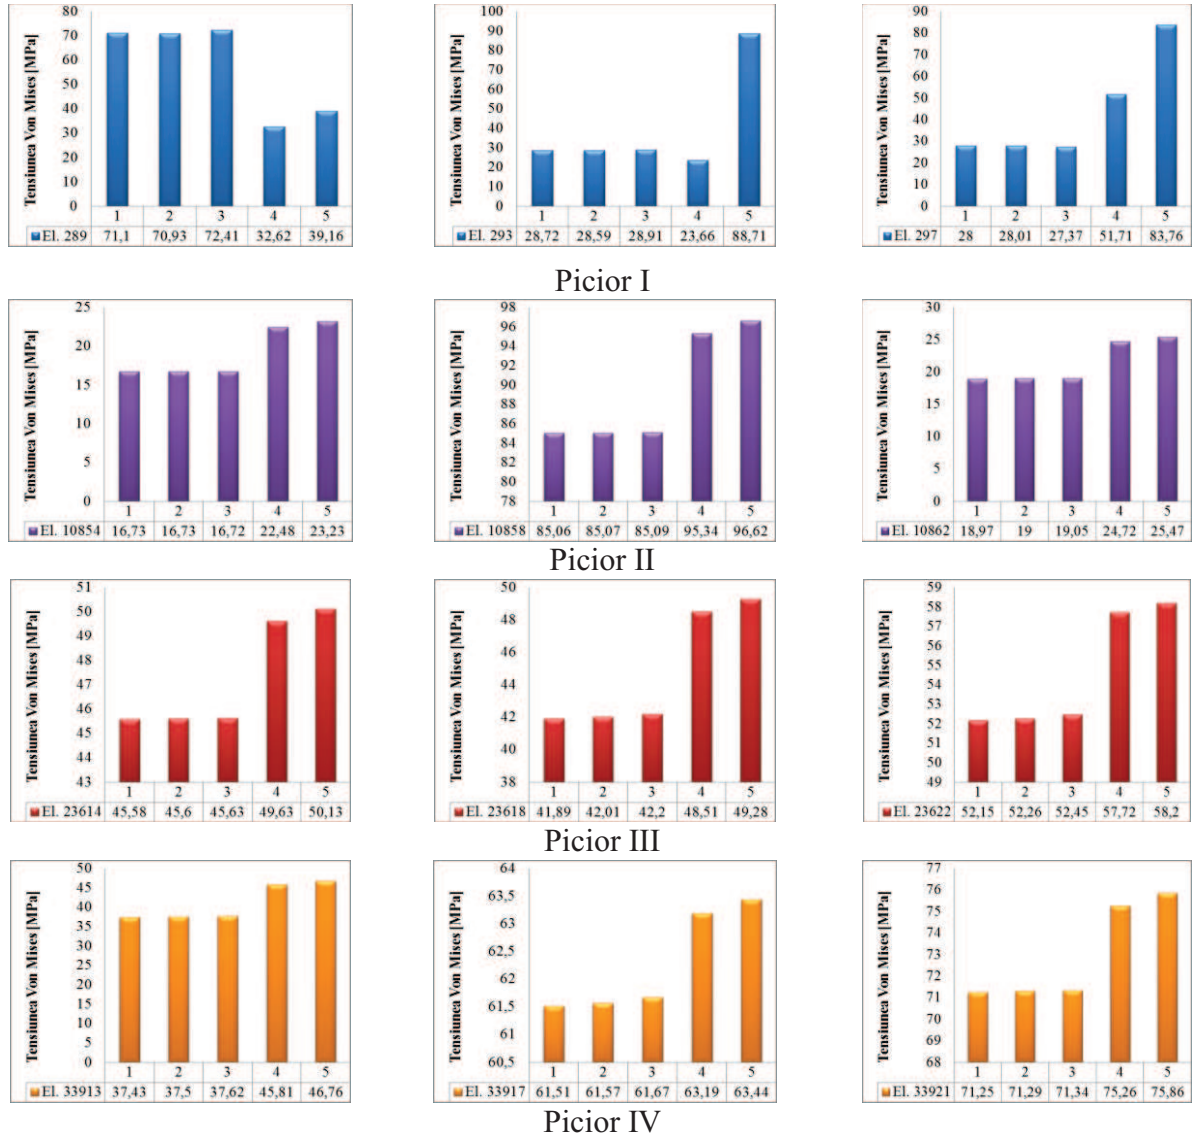 Tensiunea Von Mises [MPa]
80
70
60
50
40
30
20
10
0
1 2 3 4 5
El. 289 71,1 70,93 72,41 32,62 39,16
Tensiunea Von Mises [MPa]
100
90
80
70
60
50
40
30
20
10
0
1 2 3 4 5
El. 293 28,72 28,59 28,91 23,66 88,71
Tensiunea Von Mises [MPa]
90
80
70
60
50
40
30
20
10
0
1 2 3 4 5
El. 297 28 28,01 27,37 51,71 83,76
Picior I
Tensiunea Von Mises [MPa]
25
20
15
10
5
0
1 2 3 4 5
El. 10854 16,73 16,73 16,72 22,48 23,23
Tensiunea Von Mises [MPa]
98
96
94
92
90
88
86
84
82
80
78
1 2 3 4 5
El. 10858 85,06 85,07 85,09 95,34 96,62
Tensiunea Von Mises [MPa]
30
25
20
15
10
5
0
1 2 3 4 5
El. 10862 18,97 19 19,05 24,72 25,47
Picior II
Tensiunea Von Mises [MPa]
51
50
49
48
47
46
45
44
43
1 2 3 4 5
El. 23614 45,58 45,6 45,63 49,63 50,13
Tensiunea Von Mises [MPa]
50
48
46
44
42
40
38
1 2 3 4 5
El. 23618 41,89 42,01 42,2 48,51 49,28
Tensiunea Von Mises [MPa]
59
58
57
56
55
54
53
52
51
50
49
1 2 3 4 5
El. 23622 52,15 52,26 52,45 57,72 58,2
Picior III
Tensiunea Von Mises [MPa]
50
45
40
35
30
25
20
15
10
5
0
1 2 3 4 5
El. 33913 37,43 37,5 37,62 45,81 46,76
Tensiunea Von Mises [MPa]
64
63,5
63
62,5
62
61,5
61
60,5
1 2 3 4 5
El. 33917 61,51 61,57 61,67 63,19 63,44
Tensiunea Von Mises [MPa]
77
76
75
74
73
72
71
70
69
68
1 2 3 4 5
El. 33921 71,25 71,29 71,34 75,26 75,86
Picior IV